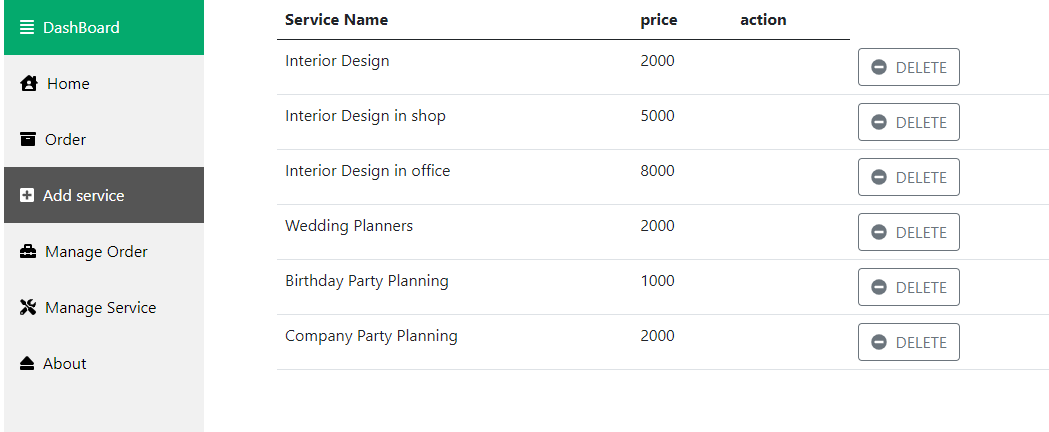 DashBoard
Home
Order
Add service
Manage Order
Manage Service
About
Service Name price action
Interior Design 2000 DELETE
Interior Design in shop 5000 DELETE
Interior Design in office 8000 DELETE
Wedding Planners 2000 DELETE
Birthday Party Planning 1000 DELETE
Company Party Planning 2000 DELETE